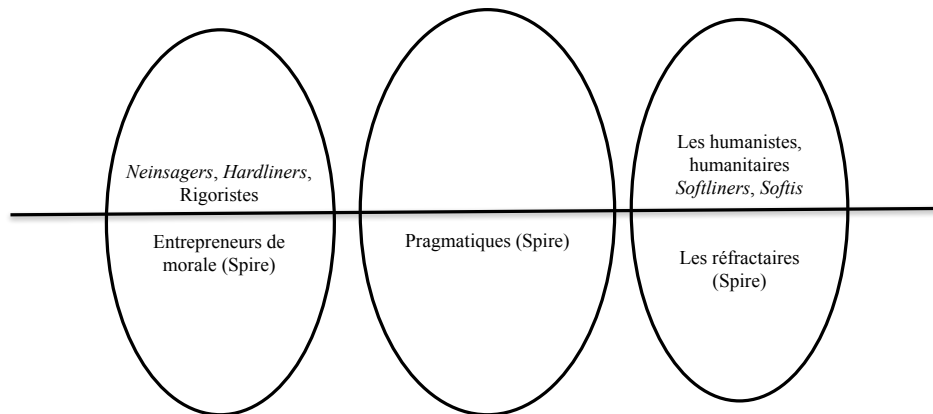 Neinsagers, Hardliners,
Rigoristes
Entrepreneurs de
morale (Spire)
Pragmatiques (Spire)
Les humanistes,
humanitaires
Softliners, Softis
Les réfractaires
(Spire)